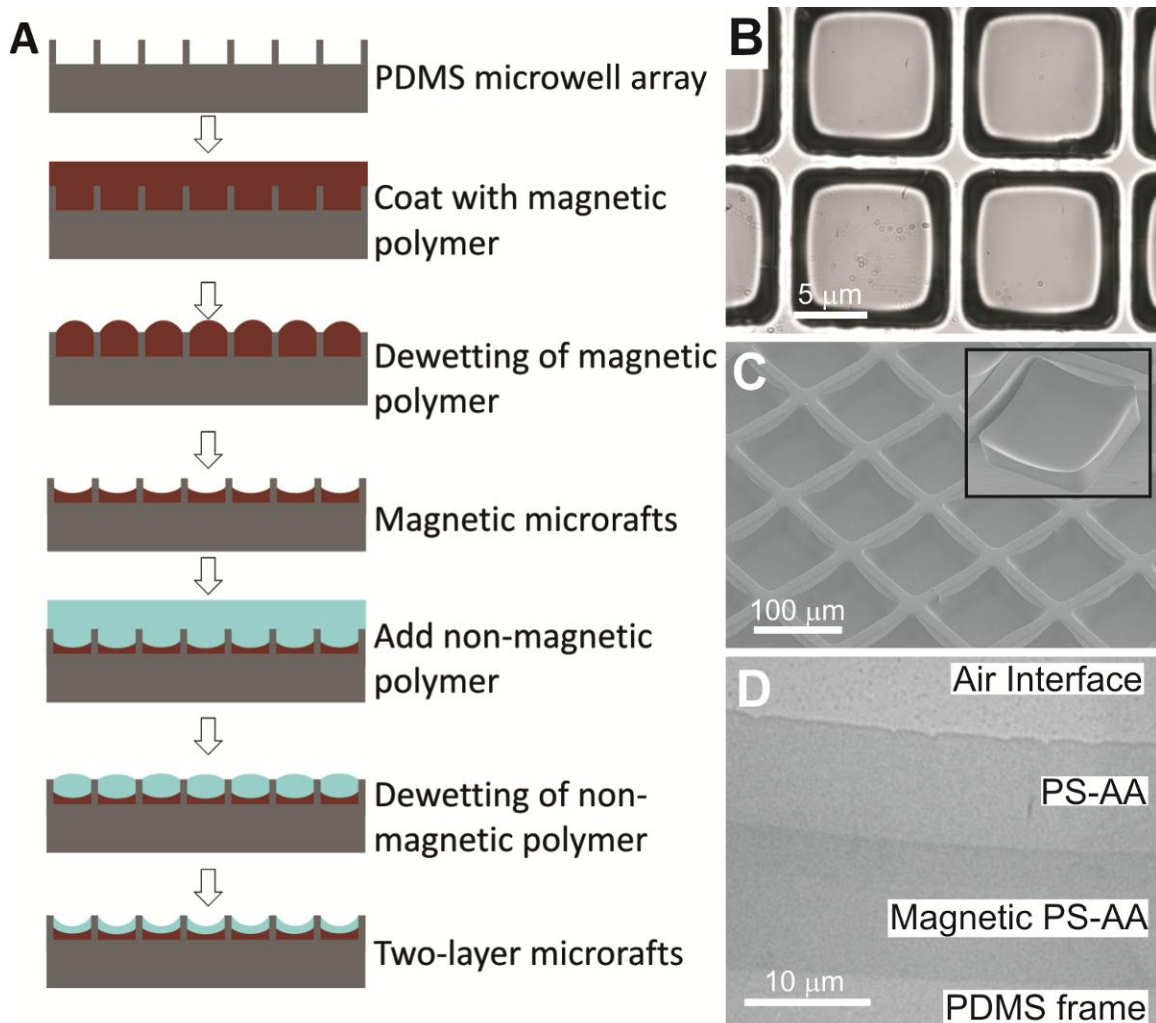 A
PDMS microwell array
Coat with magnetic
polymer
Dewetting of magnetic
polymer
Magnetic microrafts
Add non-magnetic
polymer
Dewetting of non-
magnetic polymer
Two-layer microrafts
B
5 μm
C
100 μm
D
Air Interface
PS-AA
Magnetic PS-AA
10 μm
PDMS frame